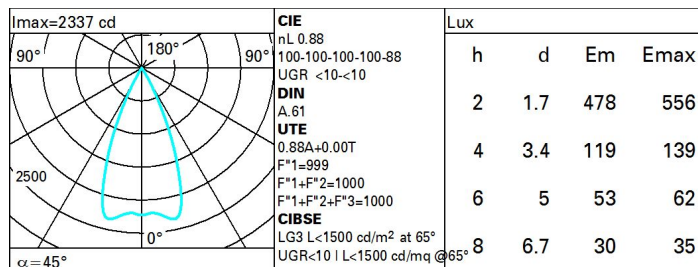 Imax=2337 cd
90°
180°
90°
2500
0°
α=45°
CIE
nL 0.88
100-100-100-100-88
UGR <10-<10
DIN
A.61
UTE
0.88A+0.00T
F"1=999
F"1+F"2=1000
F"1+F"2+F"3=1000
CIBSE
LG3 L<1500 cd/m² at 65°
UGR<10 | L<1500 cd/mq @65°
Lux
h d Em Emax
2 1.7 478 556
4 3.4 119 139
6 5 53 62
8 6.7 30 35